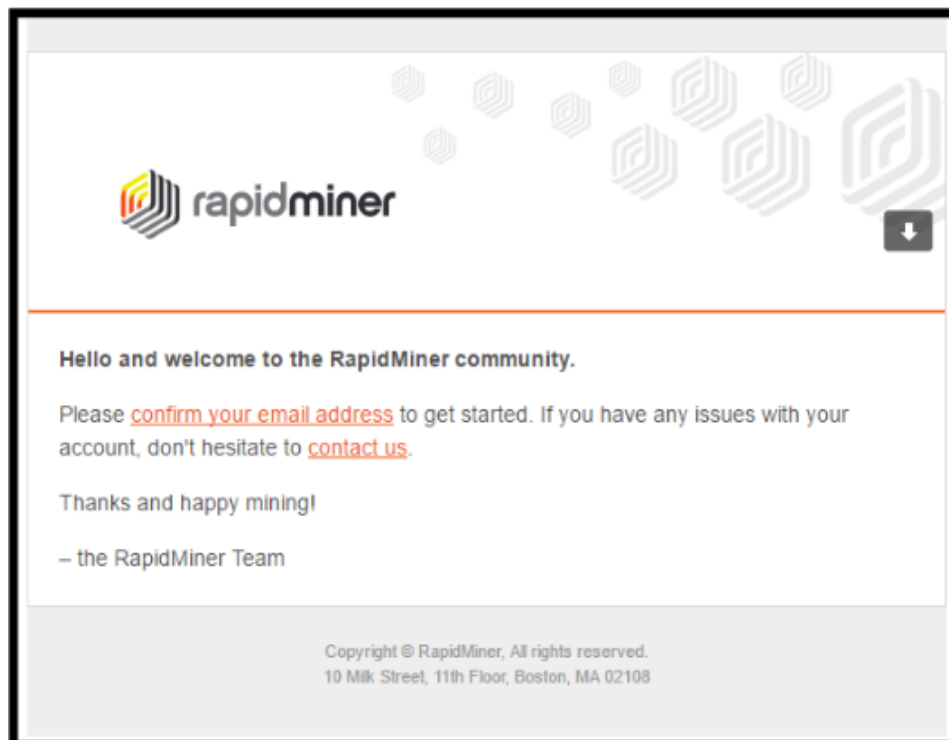 rapidminer
Hello and welcome to the RapidMiner community.
Please confirm your email address to get started. If you have any issues with your
account, don't hesitate to contact us.
Thanks and happy mining!
– the RapidMiner Team
Copyright © RapidMiner, All rights reserved.
10 Milk Street, 11th Floor, Boston, MA 02108